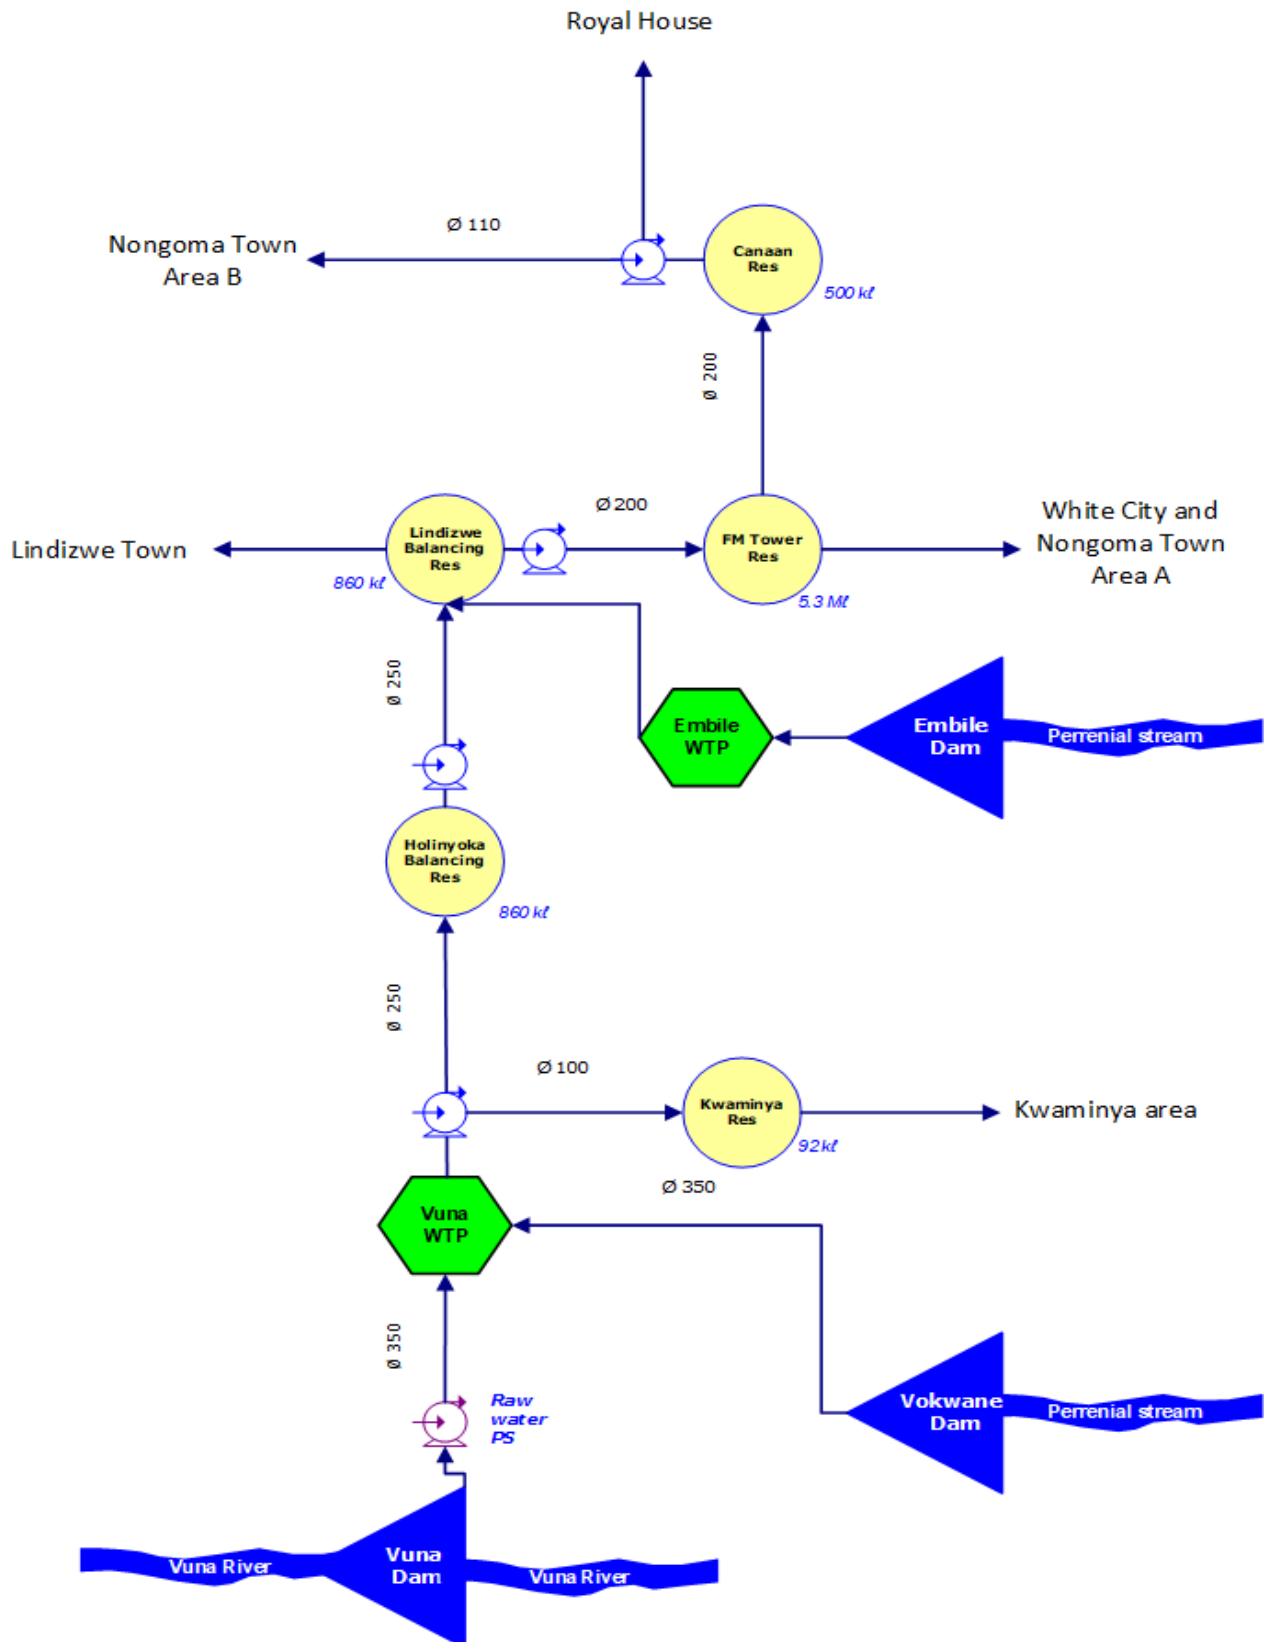 Royal House
Ø 110
Nongoma Town
Area B
Canaan
Res
500 kℓ
Ø 200
Ø 200
White City and
Nongoma Town
Area A
Lindizwe Town
Lindizwe
Balancing
Res
860 kℓ
FM Tower
Res
5.3 Mℓ
Ø 250
Embile
WTP
Embile
Dam
Perrenial stream
Holinyoka
Balancing
Res
860 kℓ
Ø 250
Ø 100
Kwaminya
Res
92kℓ
Kwaminya area
Ø 350
Vuna
WTP
Ø 350
Raw
water
PS
Vokwane
Dam
Perrenial stream
Vuna River
Vuna
Dam
Vuna River